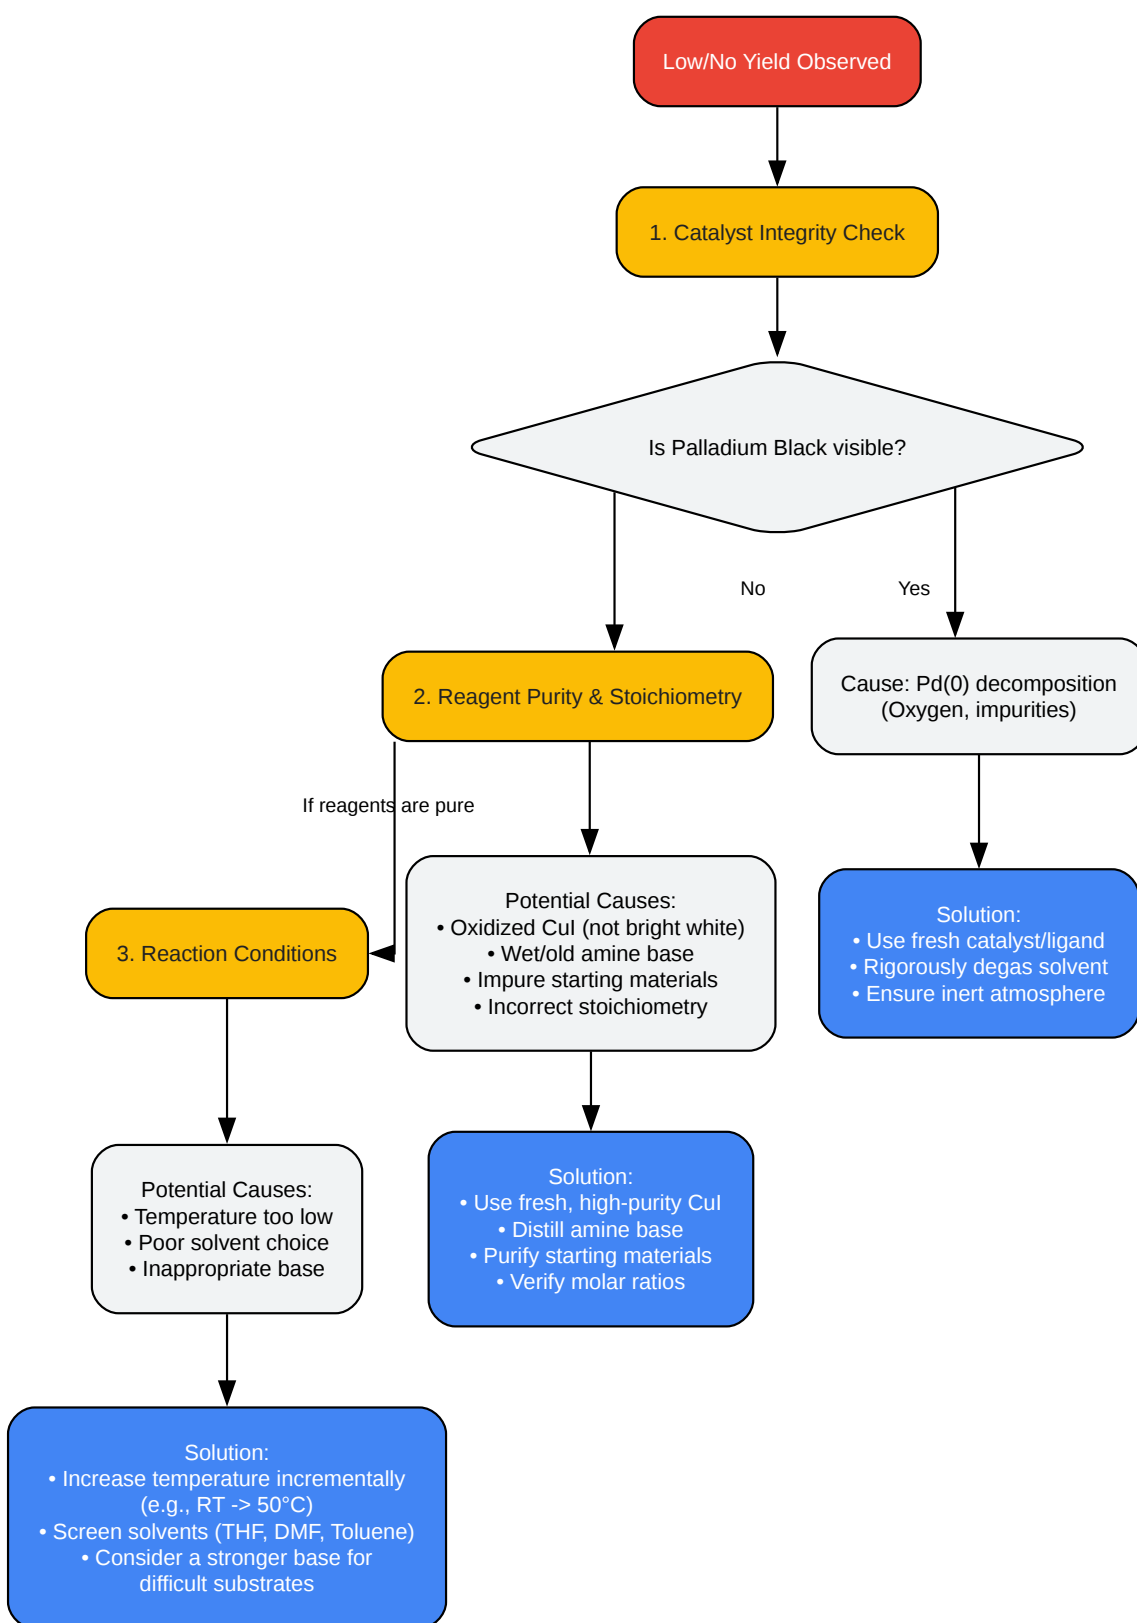 Low/No Yield Observed
1. Catalyst Integrity Check
Is Palladium Black visible?
No
Yes
2. Reagent Purity & Stoichiometry
Cause: Pd(0) decomposition
(Oxygen, impurities)
If reagents are pure
Potential Causes:
• Oxidized CuI (not bright white)
• Wet/old amine base
• Impure starting materials
• Incorrect stoichiometry
Solution:
• Use fresh catalyst/ligand
• Rigorously degas solvent
• Ensure inert atmosphere
3. Reaction Conditions
Potential Causes:
• Temperature too low
• Poor solvent choice
• Inappropriate base
Solution:
• Use fresh, high-purity CuI
• Distill amine base
• Purify starting materials
• Verify molar ratios
Solution:
• Increase temperature incrementally
(e.g., RT -> 50°C)
• Screen solvents (THF, DMF, Toluene)
• Consider a stronger base for
difficult substrates